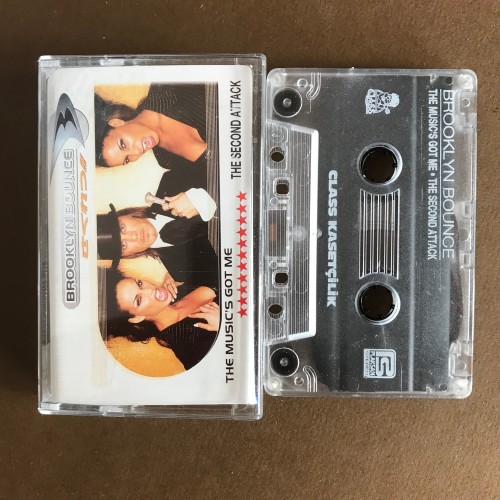 BROOKLYN BOUNCE
THE SECOND ATTACK
THE MUSIC'S GOT ME
BROOKLYN BOUNCE
THE MUSIC'S GOT ME • THE SECOND ATTACK
CLASS KASETÇİLİK